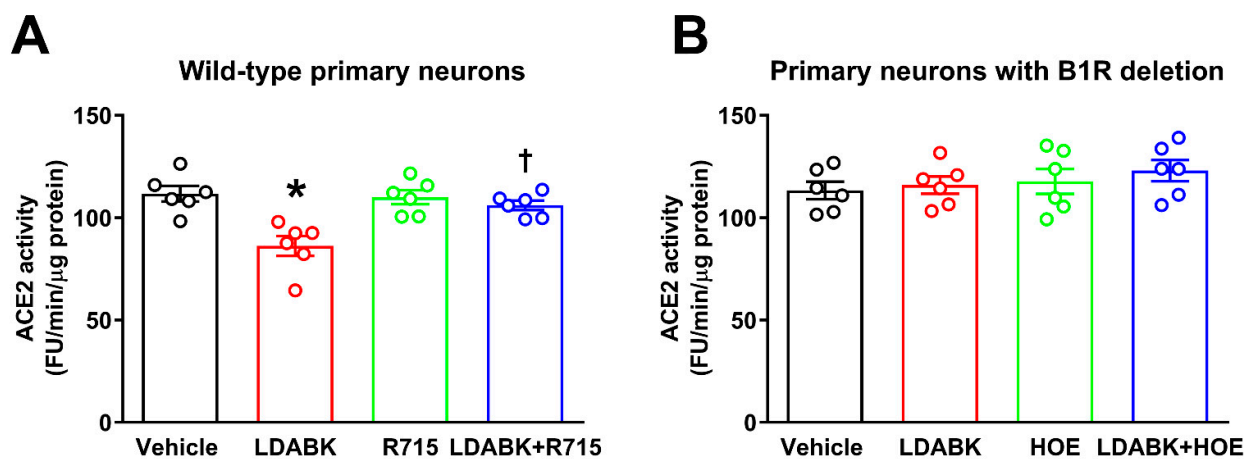 A
Wild-type primary neurons
ACE2 activity
(FU/min/µg protein)
150
100
50
0
*
†
Vehicle LDABK R715 LDABK+R715
B
Primary neurons with B1R deletion
ACE2 activity
(FU/min/µg protein)
150
100
50
0
Vehicle LDABK HOE LDABK+HOE